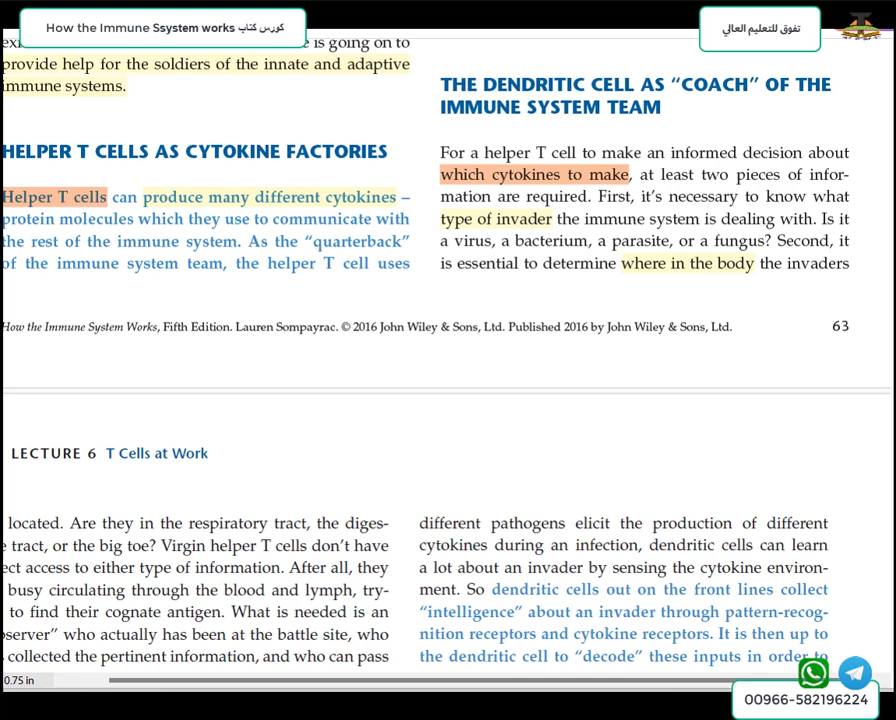 How the Immune Ssystem works كورس كتاب
تفوق للتعليم العالي
is going on to
provide help for the soldiers of the innate and adaptive
immune systems.
HELPER T CELLS AS CYTOKINE FACTORIES
Helper T cells can produce many different cytokines –
protein molecules which they use to communicate with
the rest of the immune system. As the “quarterback”
of the immune system team, the helper T cell uses
THE DENDRITIC CELL AS “COACH” OF THE
IMMUNE SYSTEM TEAM
For a helper T cell to make an informed decision about
which cytokines to make, at least two pieces of infor-
mation are required. First, it’s necessary to know what
type of invader the immune system is dealing with. Is it
a virus, a bacterium, a parasite, or a fungus? Second, it
is essential to determine where in the body the invaders
How the Immune System Works, Fifth Edition. Lauren Sompayrac. © 2016 John Wiley & Sons, Ltd. Published 2016 by John Wiley & Sons, Ltd.
63
LECTURE 6 T Cells at Work
located. Are they in the respiratory tract, the diges-
tract, or the big toe? Virgin helper T cells don’t have
access to either type of information. After all, they
busy circulating through the blood and lymph, try-
to find their cognate antigen. What is needed is an
who actually has been at the battle site, who
collected the pertinent information, and who can pass
different pathogens elicit the production of different
cytokines during an infection, dendritic cells can learn
a lot about an invader by sensing the cytokine environ-
ment. So dendritic cells out on the front lines collect
“intelligence” about an invader through pattern-recog-
nition receptors and cytokine receptors. It is then up to
the dendritic cell to “decode” these inputs in order to
0.75 in
00966-582196224